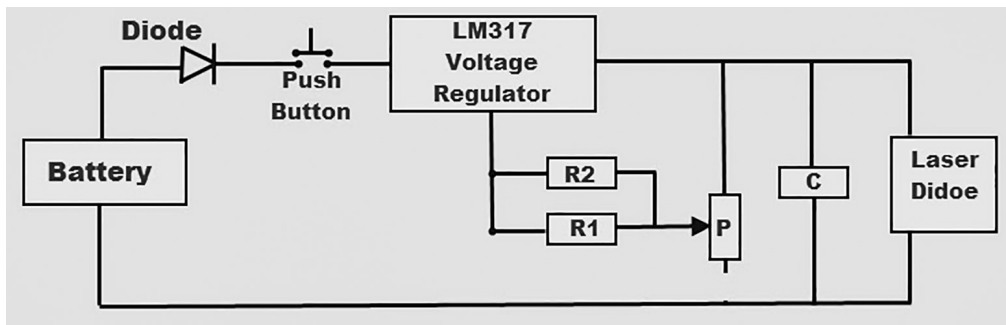 Diode
Push
Button
LM317
Voltage
Regulator
Battery
R2
R1
P
C
Laser
Didoe